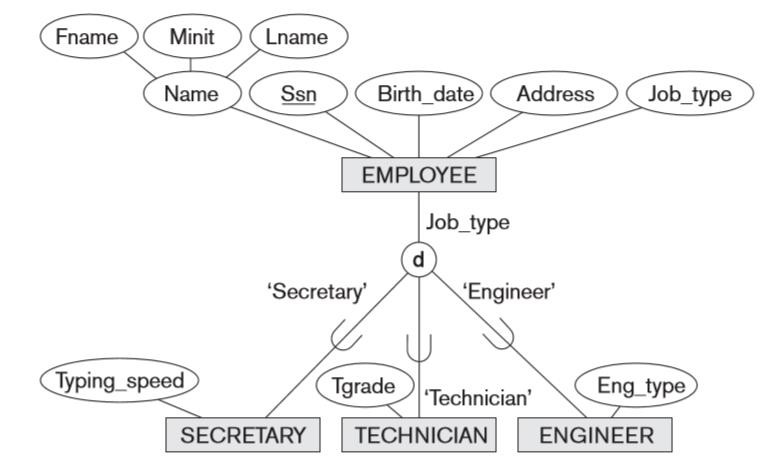 Fname
Minit
Lname
Name
Ssn
Birth_date
Address
Job_type
EMPLOYEE
Job_type
d
‘Secretary’
‘Engineer’
Typing_speed
Tgrade
‘Technician’
Eng_type
SECRETARY
TECHNICIAN
ENGINEER